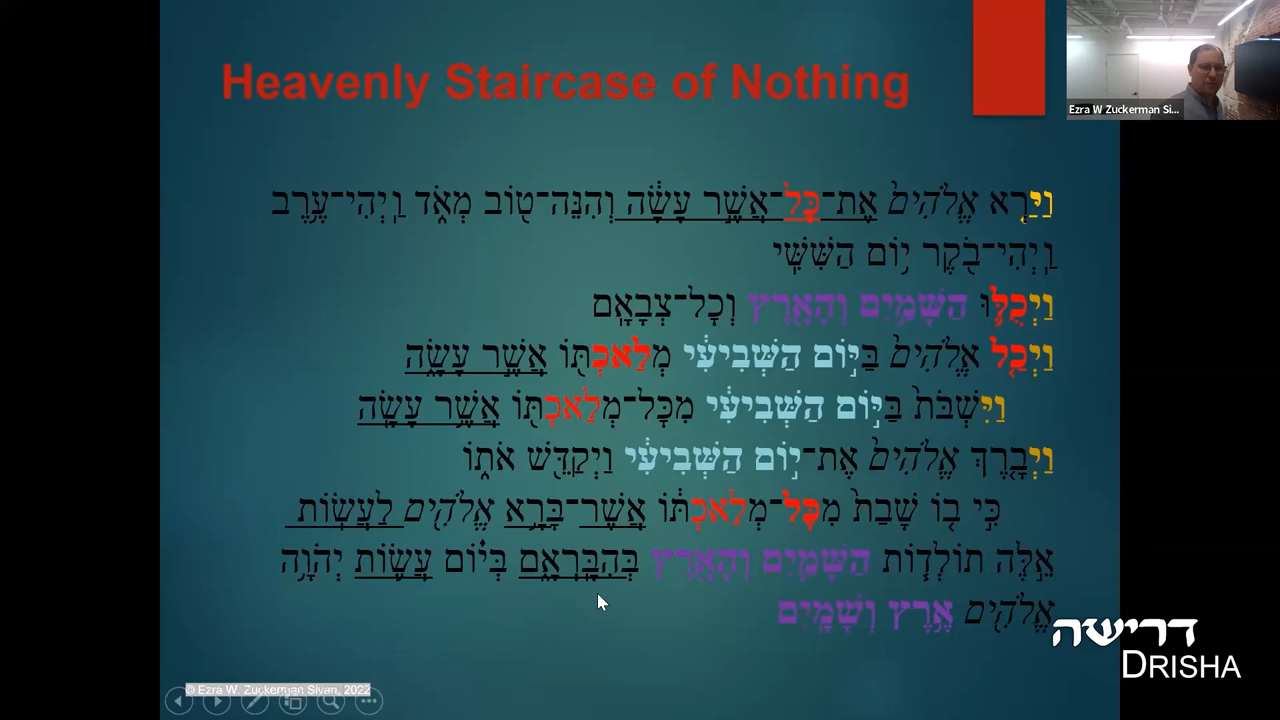 Heavenly Staircase of Nothing
Ezra W Zuckerman Si...
וַיַּרְא אֱלֹהִים֙ אֶת־כׇּל־אֲשֶׁ֣ר עָשָׂ֔ה וְהִנֵּה־ט֖וֹב מְאֹ֑ד וַֽיְהִי־עֶ֥רֶב
וַֽיְהִי־בֹ֖קֶר י֥וֹם הַשִּׁשִּֽׁי
וַיְכֻלּ֛וּ הַשָּׁמַ֥יִם וְהָאָ֖רֶץ וְכׇל־צְבָאָֽם
וַיְכַ֤ל אֱלֹהִים֙ בַּיּ֣וֹם הַשְּׁבִיעִ֔י מְלַאכְתּ֖וֹ אֲשֶׁ֣ר עָשָׂ֑ה
וַיִּשְׁבֹּת֙ בַּיּ֣וֹם הַשְּׁבִיעִ֔י מִכׇּל־מְלַאכְתּ֖וֹ אֲשֶׁ֥ר עָשָֽׂה
וַיְבָ֤רֶךְ אֱלֹהִים֙ אֶת־י֣וֹם הַשְּׁבִיעִ֔י וַיְקַדֵּ֖שׁ אֹת֑וֹ
כִּ֣י ב֤וֹ שָׁבַת֙ מִכׇּל־מְלַאכְתּ֔וֹ אֲשֶׁר־בָּרָ֥א אֱלֹהִ֖ים לַעֲשֽׂוֹת
אֵ֣לֶּה תוֹלְד֧וֹת הַשָּׁמַ֛יִם וְהָאָ֖רֶץ בְּהִבָּֽרְאָ֑ם בְּי֗וֹם עֲשׂ֛וֹת יְהֹוָ֥ה
אֱלֹהִ֖ים אֶ֥רֶץ וְשָׁמָֽיִם
דרישה
DRISHA
© Ezra W. Zuckerman Sivan, 2022